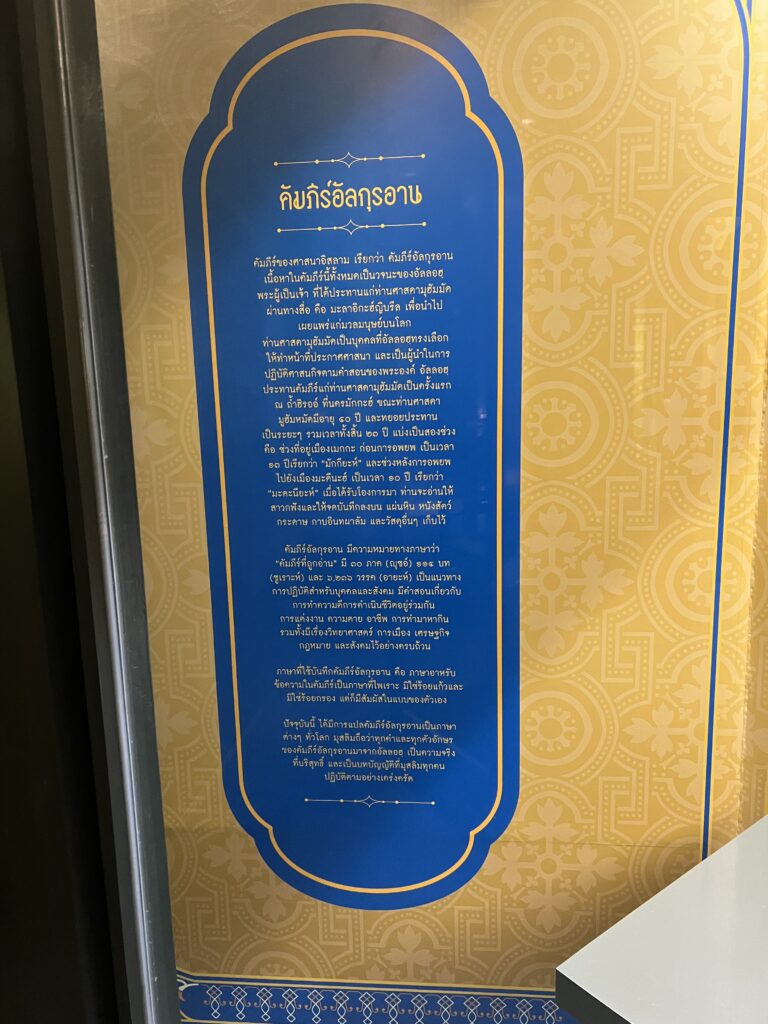 คัมภีร์อัลกุรอาน
คัมภีร์ของศาสนาอิสลาม เรียกว่า คัมภีร์อัลกุรอาน
เนื้อหาในคัมภีร์นี้ทั้งหมดเป็นวจนะของอัลลอฮฺ
พระผู้เป็นเจ้า ที่ได้ประทานแก่ท่านศาสดามุฮัมมัด
ผ่านทางสื่อ คือ มะลาอิกะฮ์ญิบรีล เพื่อนำไป
เผยแพร่แก่มวลมนุษย์บนโลก
ท่านศาสดามุฮัมมัดเป็นบุคคลที่อัลลอฮฺทรงเลือก
ให้ทำหน้าที่ประกาศศาสนา และเป็นผู้นำในการ
ปฏิบัติศาสนกิจตามคำสอนของพระองค์ อัลลอฮฺ
ประทานคัมภีร์แก่ท่านศาสดามุฮัมมัดเป็นครั้งแรก
ณ ถ้ำฮิรออ์ ที่นครมักกะฮ์ ขณะท่านศาสดา
มูฮัมหมัดมีอายุ ๔๐ ปี และทยอยประทาน
เป็นระยะๆ รวมเวลาทั้งสิ้น ๒๓ ปี แบ่งเป็นสองช่วง
คือ ช่วงที่อยู่เมืองเมกกะ ก่อนการอพยพ เป็นเวลา
๑๓ ปีเรียกว่า "มักกียะห์" และช่วงหลังการอพยพ
ไปยังเมืองมะดีนะฮ์ เป็นเวลา ๑๐ ปี เรียกว่า
"มะดะนียะห์" เมื่อได้รับโองการมา ท่านจะอ่านให้
สาวกฟังและให้จดบันทึกลงบน แผ่นหิน หนังสัตว์
กระดาษ กาบอินทผาลัม และวัสดุอื่นๆ เก็บไว้
คัมภีร์อัลกุรอาน มีความหมายทางภาษาว่า
"คัมภีร์ที่ถูกอ่าน" มี ๓๐ ภาค (ญุซอ์) ๑๑๔ บท
(ซูเราะห์) และ ๖,๒๓๖ วรรค (อายะห์) เป็นแนวทาง
การปฏิบัติสำหรับบุคคลและสังคม มีคำสอนเกี่ยวกับ
การทำความดีการดำเนินชีวิตอยู่ร่วมกัน
การแต่งงาน ความตาย อาชีพ การทำมาหากิน
รวมทั้งมีเรื่องวิทยาศาสตร์ การเมือง เศรษฐกิจ
กฎหมาย และสังคมไว้อย่างครบถ้วน
ภาษาที่ใช้บันทึกคัมภีร์อัลกุรอาน คือ ภาษาอาหรับ
ข้อความในคัมภีร์เป็นภาษาที่ไพเราะ มิใช่ร้อยแก้วและ
มิใช่ร้อยกรอง แต่ก็มีสัมผัสในแบบของตัวเอง
ปัจจุบันนี้ ได้มีการแปลคัมภีร์อัลกุรอานเป็นภาษา
ต่างๆ ทั่วโลก มุสลิมถือว่าทุกคำและทุกตัวอักษร
ของคัมภีร์อัลกุรอานมาจากอัลลอฮฺ เป็นความจริง
ที่บริสุทธิ์ และเป็นบทบัญญัติที่มุสลิมทุกคน
ปฏิบัติตามอย่างเคร่งครัด